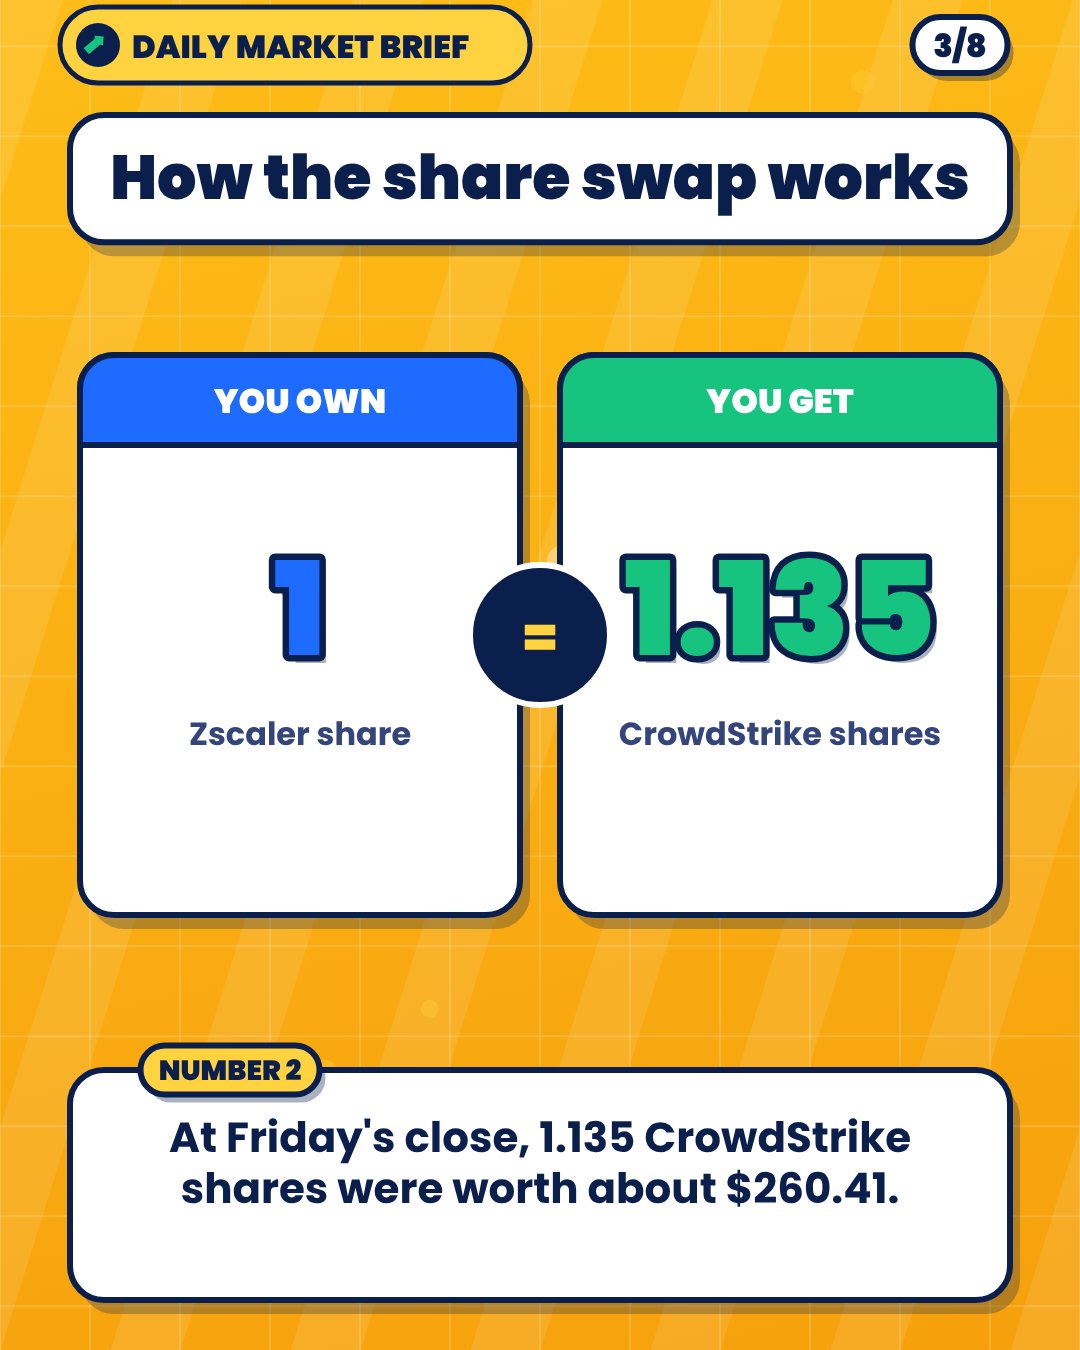 DAILY MARKET BRIEF
3/8
How the share swap works
YOU OWN
1
Zscaler share
=
YOU GET
1.135
CrowdStrike shares
NUMBER 2
At Friday's close, 1.135 CrowdStrike
shares were worth about $260.41.